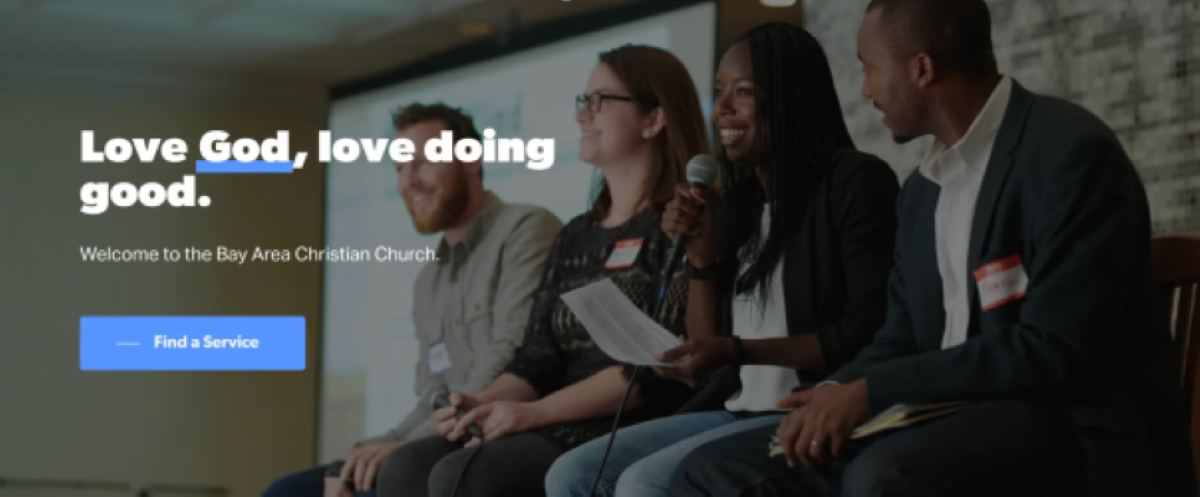 Love God, love doing
good.
Welcome to the Bay Area Christian Church.
Find a Service